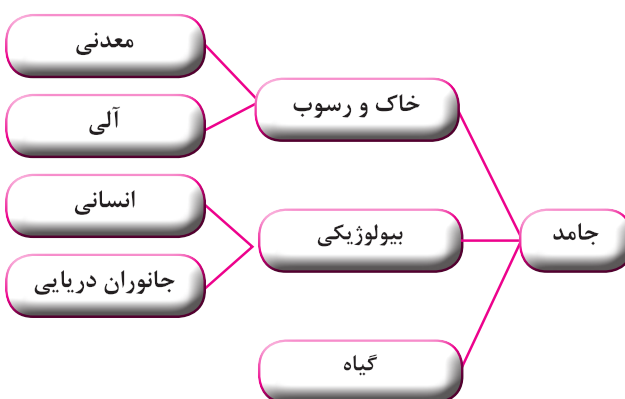 جامد
خاک و رسوب
معدنی
آلی
بیولوژیکی
انسانی
جانوران دریایی
گیاه